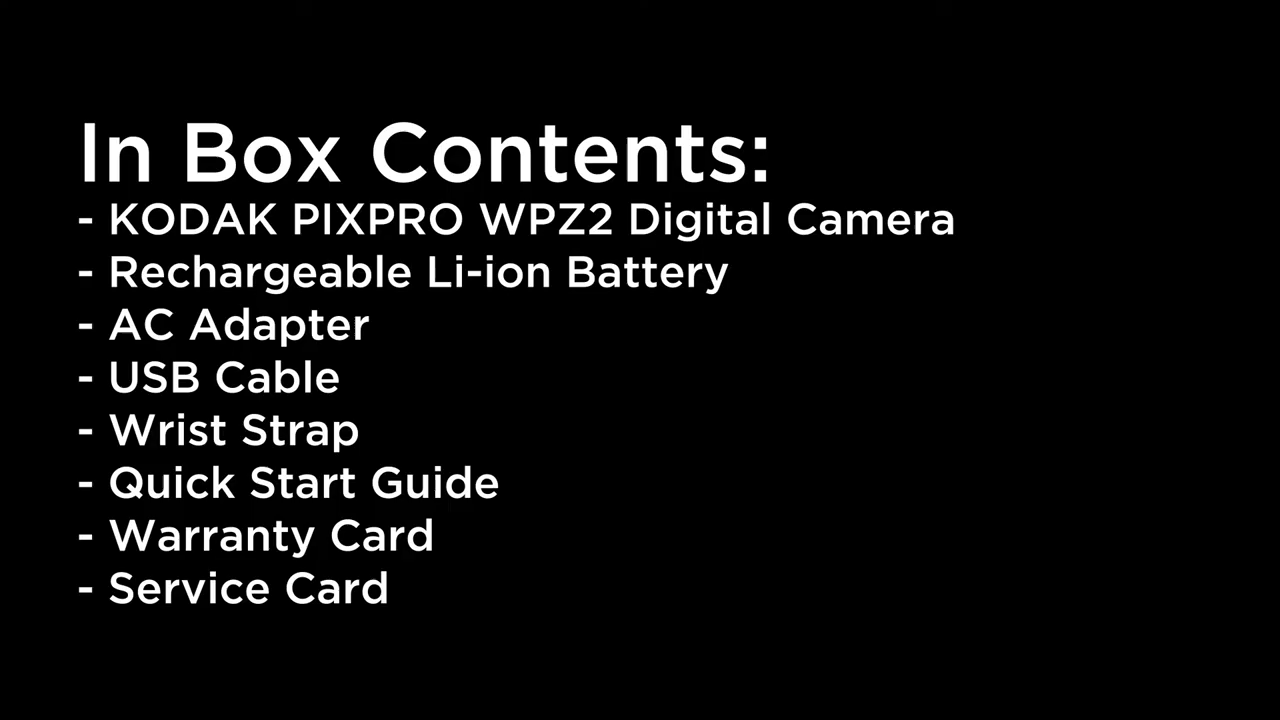 In Box Contents:
- KODAK PIXPRO WPZ2 Digital Camera
- Rechargeable Li-ion Battery
- AC Adapter
- USB Cable
- Wrist Strap
- Quick Start Guide
- Warranty Card
- Service Card